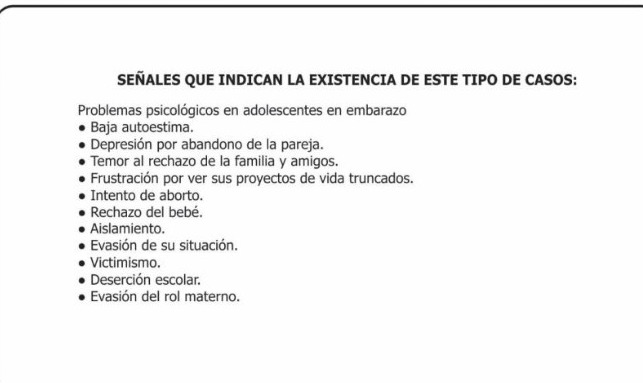 SEÑALES QUE INDICAN LA EXISTENCIA DE ESTE TIPO DE CASOS:
Problemas psicológicos en adolescentes en embarazo
● Baja autoestima.
● Depresión por abandono de la pareja.
● Temor al rechazo de la familia y amigos.
● Frustración por ver sus proyectos de vida truncados.
● Intento de aborto.
● Rechazo del bebé.
● Aislamiento.
● Evasión de su situación.
● Victimismo.
● Deserción escolar.
● Evasión del rol materno.